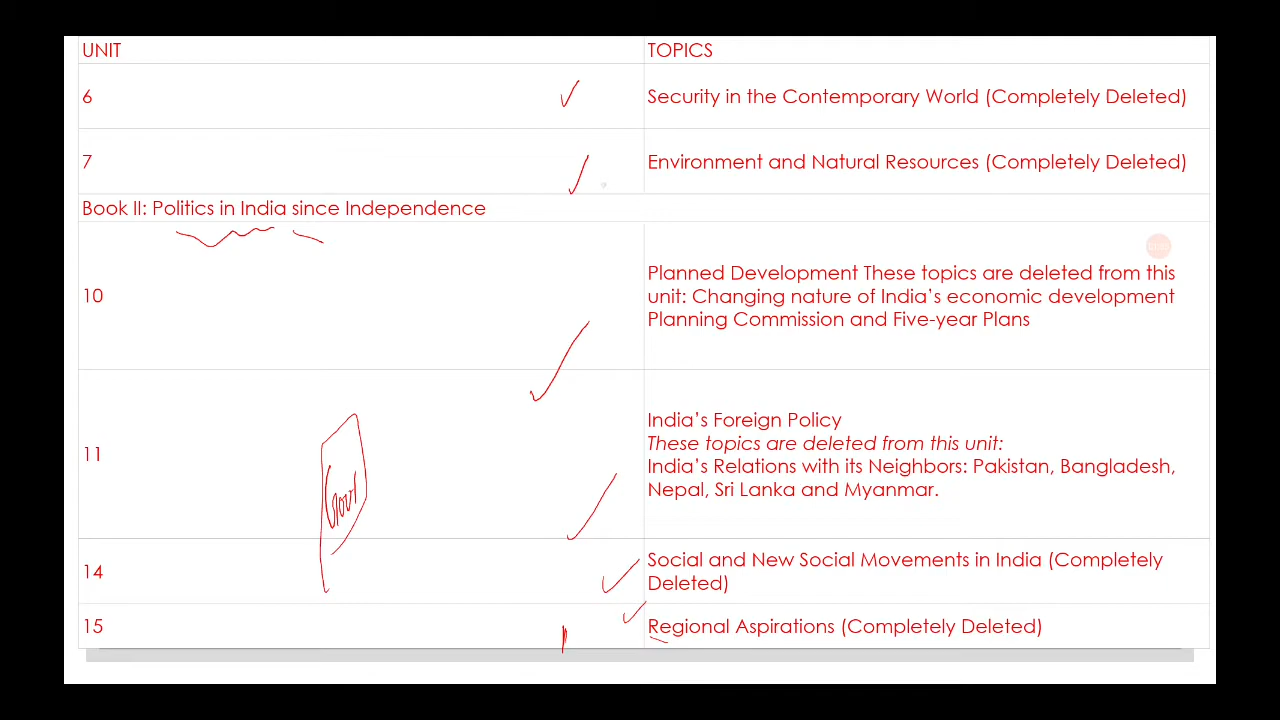 UNIT
TOPICS
6
Security in the Contemporary World (Completely Deleted)
7
Environment and Natural Resources (Completely Deleted)
Book II: Politics in India since Independence
10
Planned Development These topics are deleted from this
unit: Changing nature of India’s economic development
Planning Commission and Five-year Plans
11
India’s Foreign Policy
These topics are deleted from this unit:
India’s Relations with its Neighbors: Pakistan, Bangladesh,
Nepal, Sri Lanka and Myanmar.
Govt
14
Social and New Social Movements in India (Completely
Deleted)
15
Regional Aspirations (Completely Deleted)